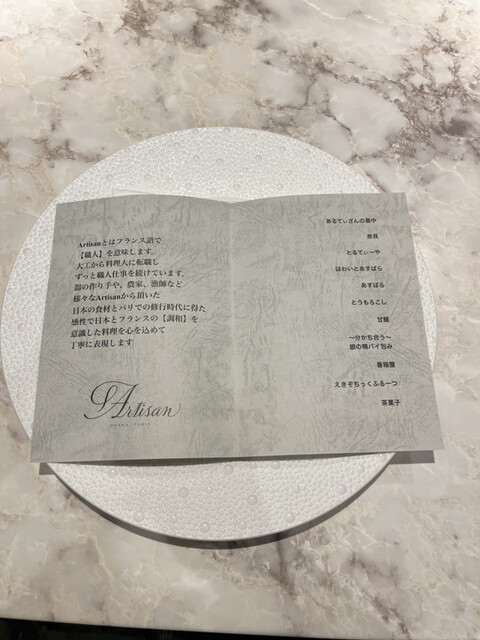 Artisanとはフランス語で
【職人】を意味します。
大工から料理人に転職し
ずっと職人仕事を続けています。
器の作り手や、農家、漁師など
様々なArtisanから頂いた
日本の食材とパリでの修行時代に得た
感性で日本とフランスの【調和】を
意識した料理を心を込めて
丁寧に表現します
L'Artisan
OSAKA PARIS
あるてぃざんの最中
赤貝
とるてぃーや
ほわいとあすぱら
あすぱら
とうもろこし
甘鯛
〜分かち合う〜
銀の鴨パイ包み
香箱蟹
えきぞちっくふるーつ
茶菓子